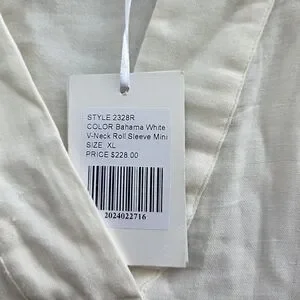 STYLE 2328R
COLOR Bahama White
V-Neck Roll Sleeve Mini
SIZE XL
PRICE $228.00
2024022716